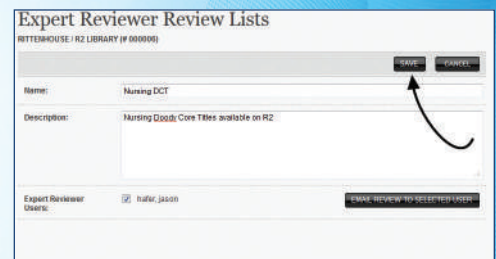 Expert Reviewer Review Lists
RITTENHOUSE / R2 LIBRARY (# 000006)
SAVE CANCEL
Name: Nursing DCT
Description: Nursing Doody Core Titles available on R2
Expert Reviewer Users: hafer, jason EMAIL REVIEW TO SELECTED USER